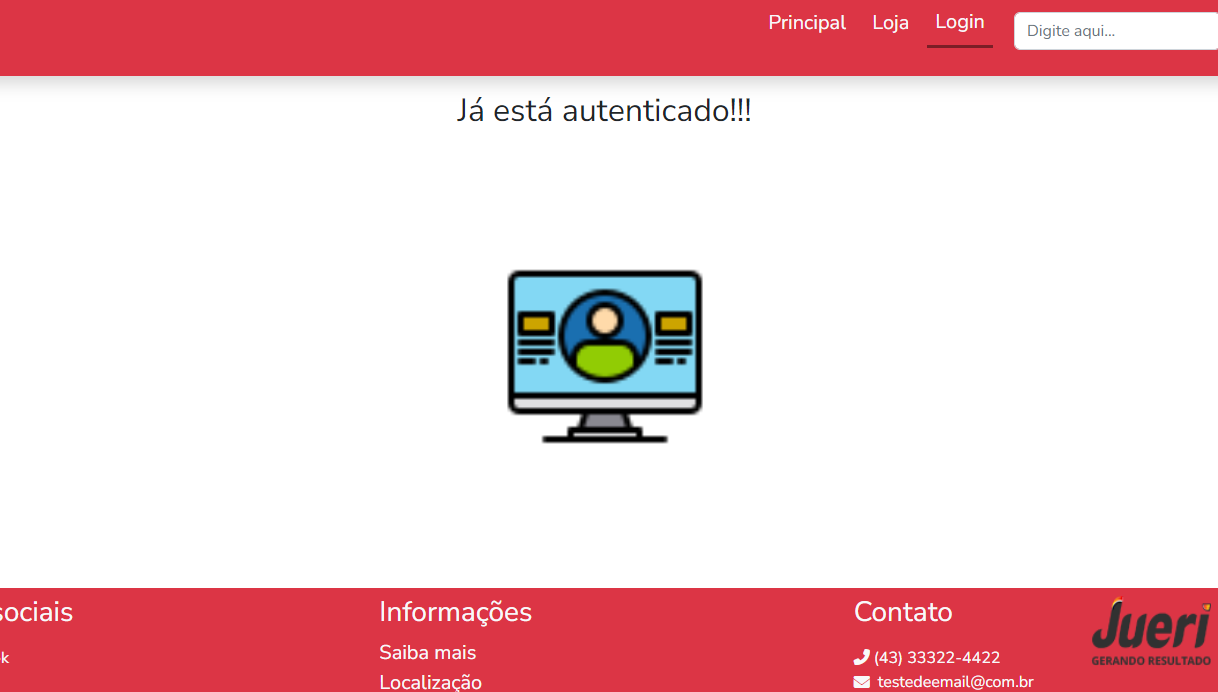 Principal Loja Login Digite aqui...
Já está autenticado!!!
sociais
k
Informações
Saiba mais
Localização
Contato
(43) 33322-4422
testedeemail@com.br
Jueri
GERANDO RESULTADO